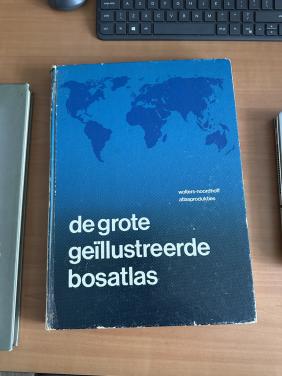 wolters-noordhoff
atlasprodukties
de grote
geïllustreerde
bosatlas